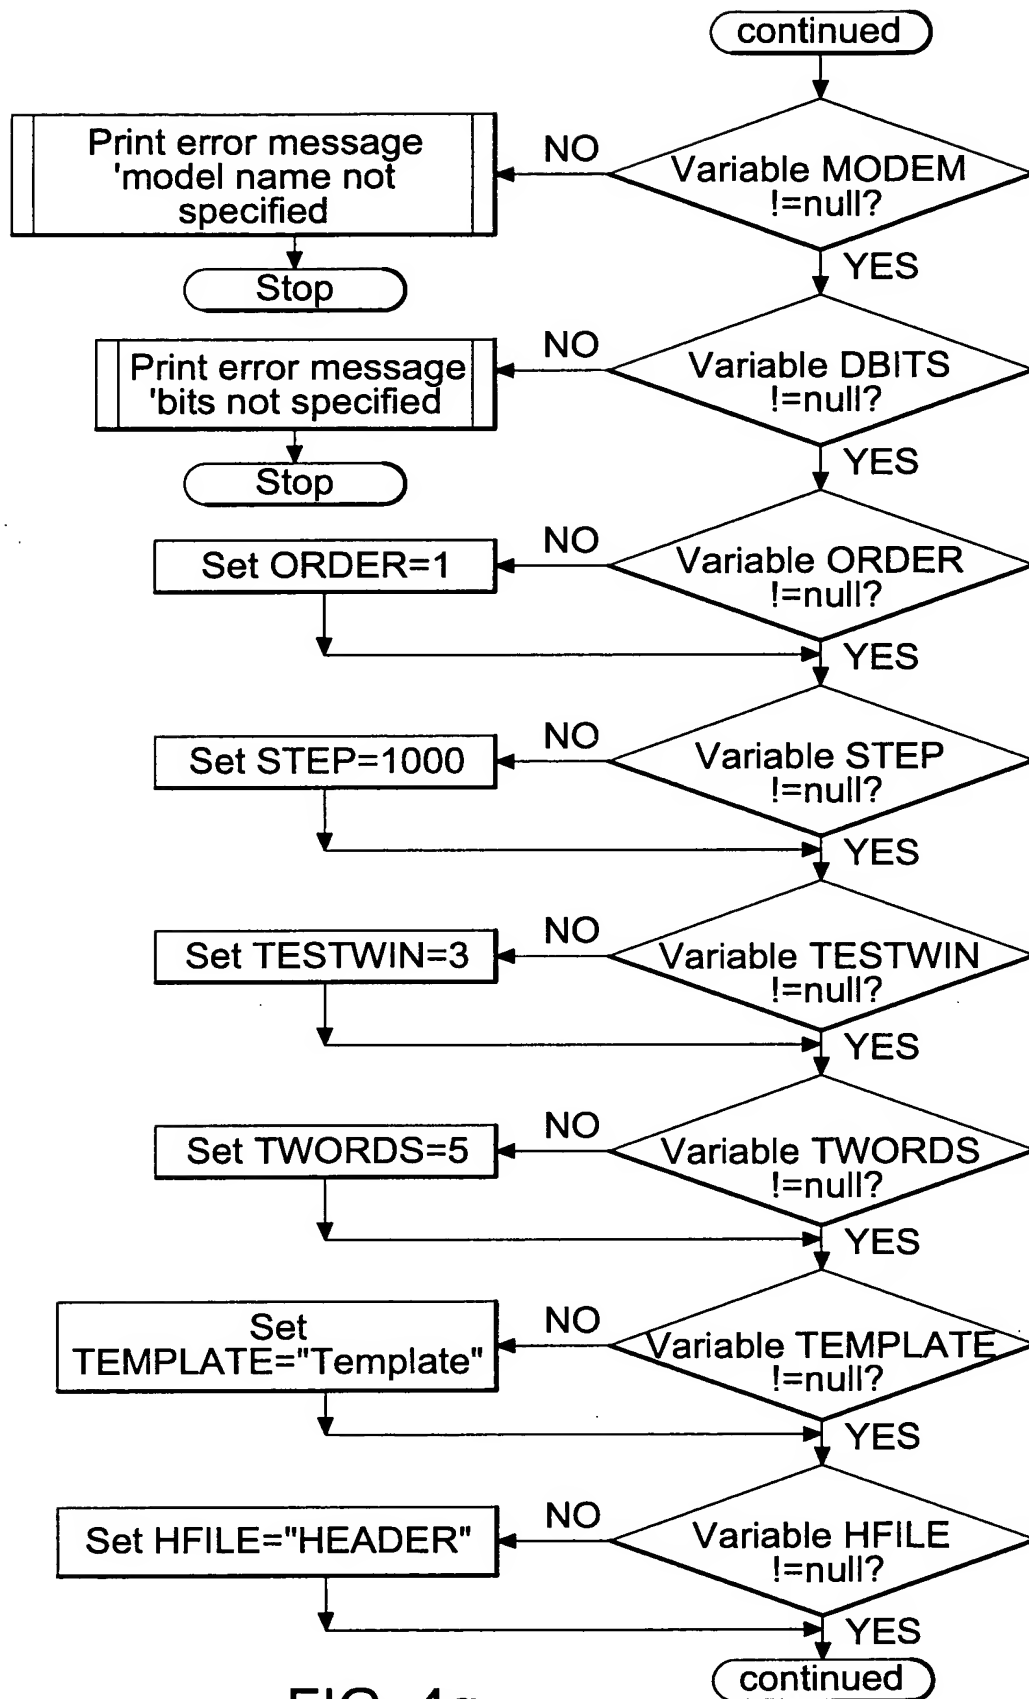 continued
Print error message
'model name not
specified
NO
Variable MODEM
!=null?
YES
Stop
Print error message
'bits not specified
NO
Variable DBITS
!=null?
YES
Stop
Set ORDER=1
NO
Variable ORDER
!=null?
YES
Set STEP=1000
NO
Variable STEP
!=null?
YES
Set TESTWIN=3
NO
Variable TESTWIN
!=null?
YES
Set TWORDS=5
NO
Variable TWORDS
!=null?
YES
Set
TEMPLATE="Template"
NO
Variable TEMPLATE
!=null?
YES
Set HFILE="HEADER"
NO
Variable HFILE
!=null?
YES
continued